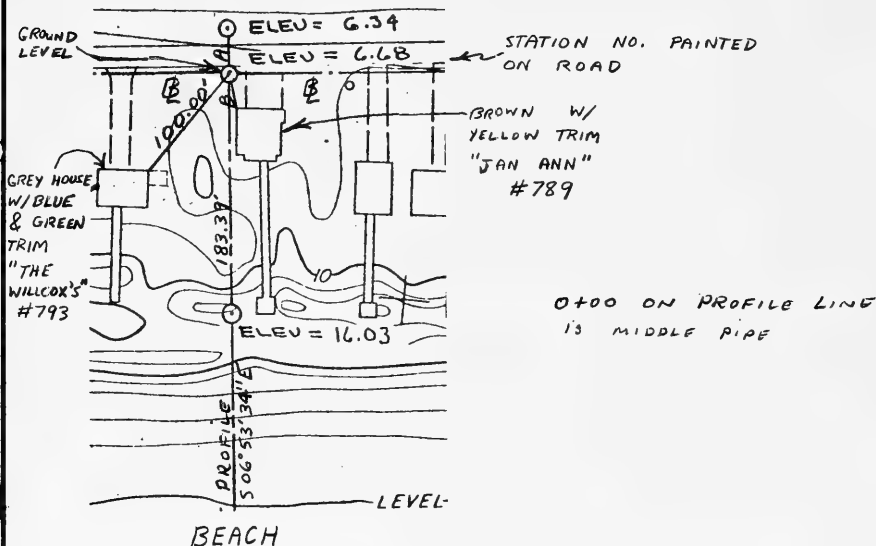 ELEV = 6.34
GROUND
LEVEL
A
ELEV = 6.68
STATION NO. PAINTED
ON ROAD
B
100.00'
BROWN W/
YELLOW TRIM
"JAN ANN"
#789
GREY HOUSE
W/BLUE
& GREEN
TRIM
"THE
WILLCOX'S"
#793
183.39'
10
0+00 ON PROFILE LINE
IS MIDDLE PIPE
ELEV = 16.03
PROFILE
S 06° 53' 34" E
LEVEL
BEACH